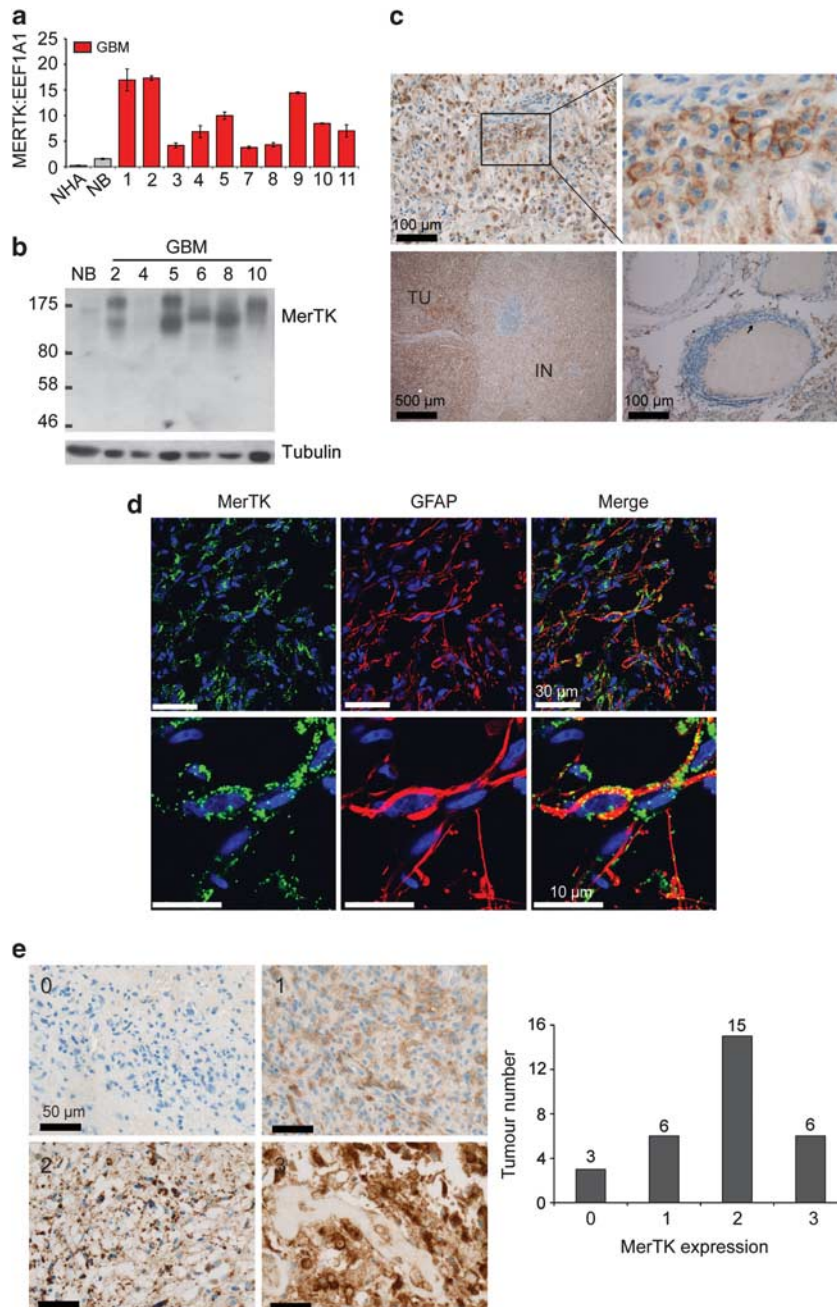 a
GBM
MERTK:EEF1A1
25
20
15
10
5
0
NHA NB 1 2 3 4 5 7 8 9 10 11
b
GBM
NB 2 4 5 6 8 10
175
80
58
46
MerTK
Tubulin
c
100 µm
TU
IN
500 µm
100 µm
d
MerTK GFAP Merge
30 µm
10 µm
e
0
1
50 µm
2
3
Tumour number
16
12
8
4
0
3
6
15
6
0 1 2 3
MerTK expression